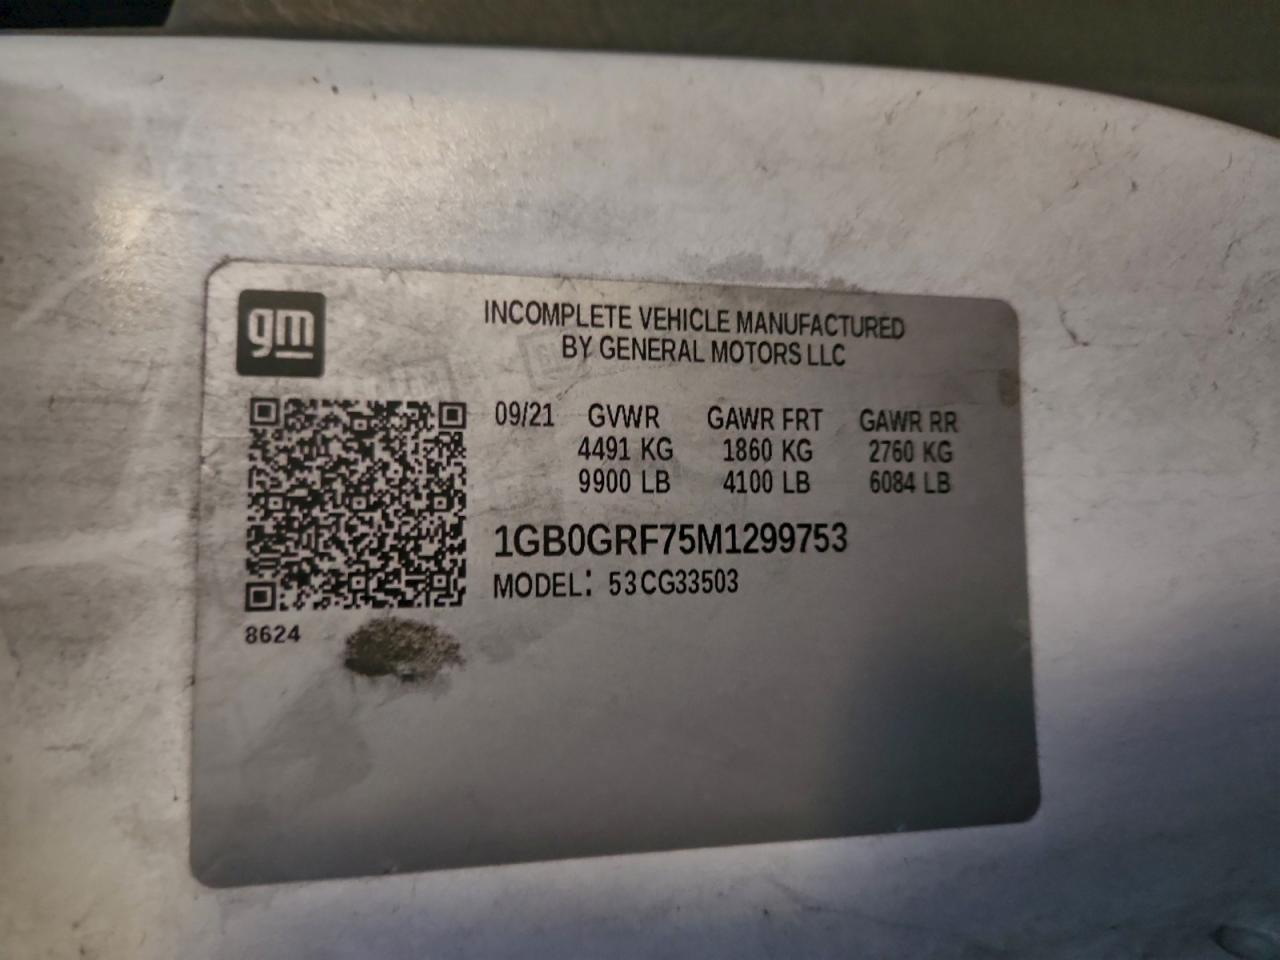 gm
INCOMPLETE VEHICLE MANUFACTURED
BY GENERAL MOTORS LLC
09/21 GVWR GAWR FRT GAWR RR
4491 KG 1860 KG 2760 KG
9900 LB 4100 LB 6084 LB
1GB0GRF75M1299753
MODEL: 53CG33503
8624